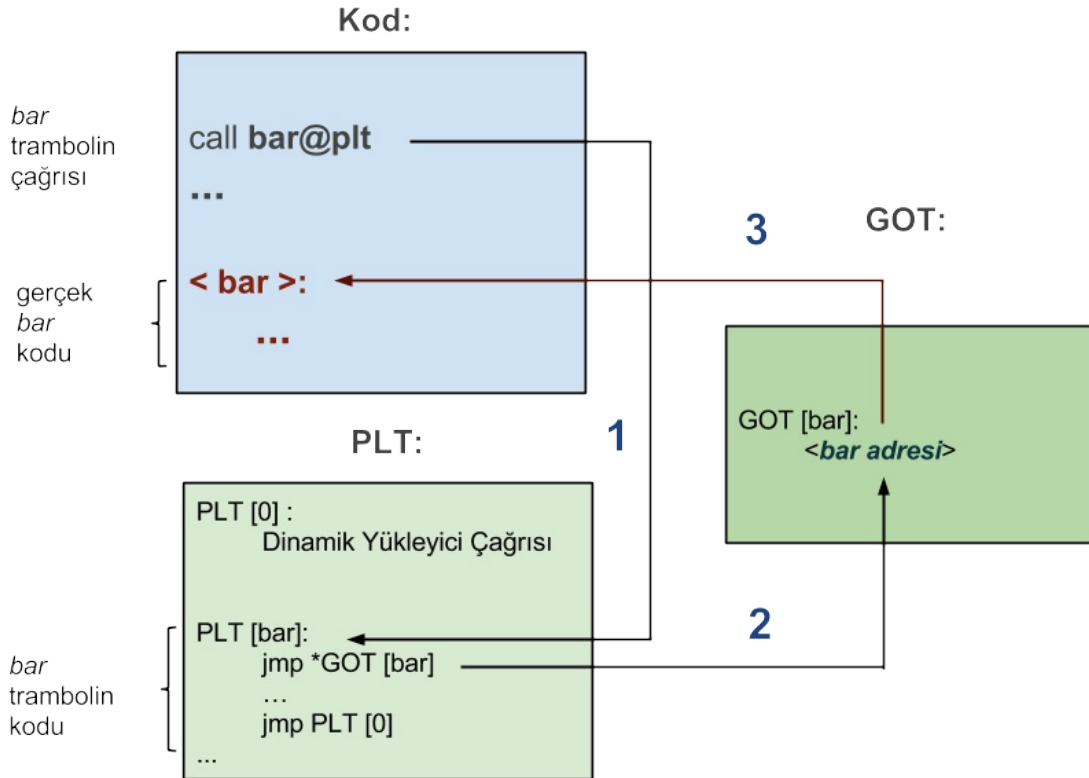 Kod:
bar
trambolin
çağrısı
call bar@plt
...
3
GOT:
< bar >:
...
gerçek
bar
kodu
GOT [bar]:
<bar adresi>
1
PLT:
PLT [0] :
Dinamik Yükleyici Çağrısı
2
PLT [bar]:
jmp *GOT [bar]
...
jmp PLT [0]
...
bar
trambolin
kodu